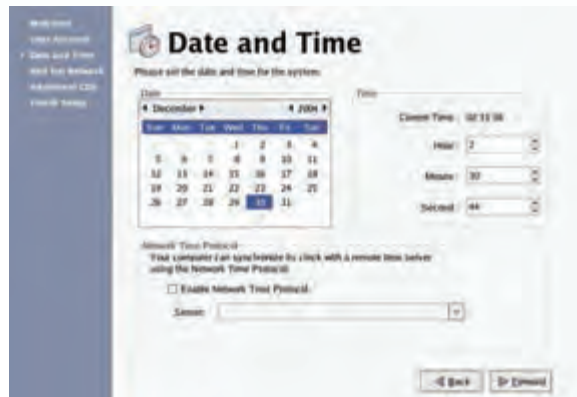 Welcome
User Account
Date and Time
Red Hat Network
Additional CDs
Finish Setup
Date and Time
Please set the date and time for the system.
Date
December
2004
Sun Mon Tue Wed Thu Fri Sat
1 2 3 4
5 6 7 8 9 10 11
12 13 14 15 16 17 18
19 20 21 22 23 24 25
26 27 28 29 30 31
Time
Current Time :
Hour : 2
Minute :
Second : 44
Network Time Protocol
Your computer can synchronize its clock with a remote time server
using the Network Time Protocol.
Enable Network Time Protocol
Server:
Back
Forward